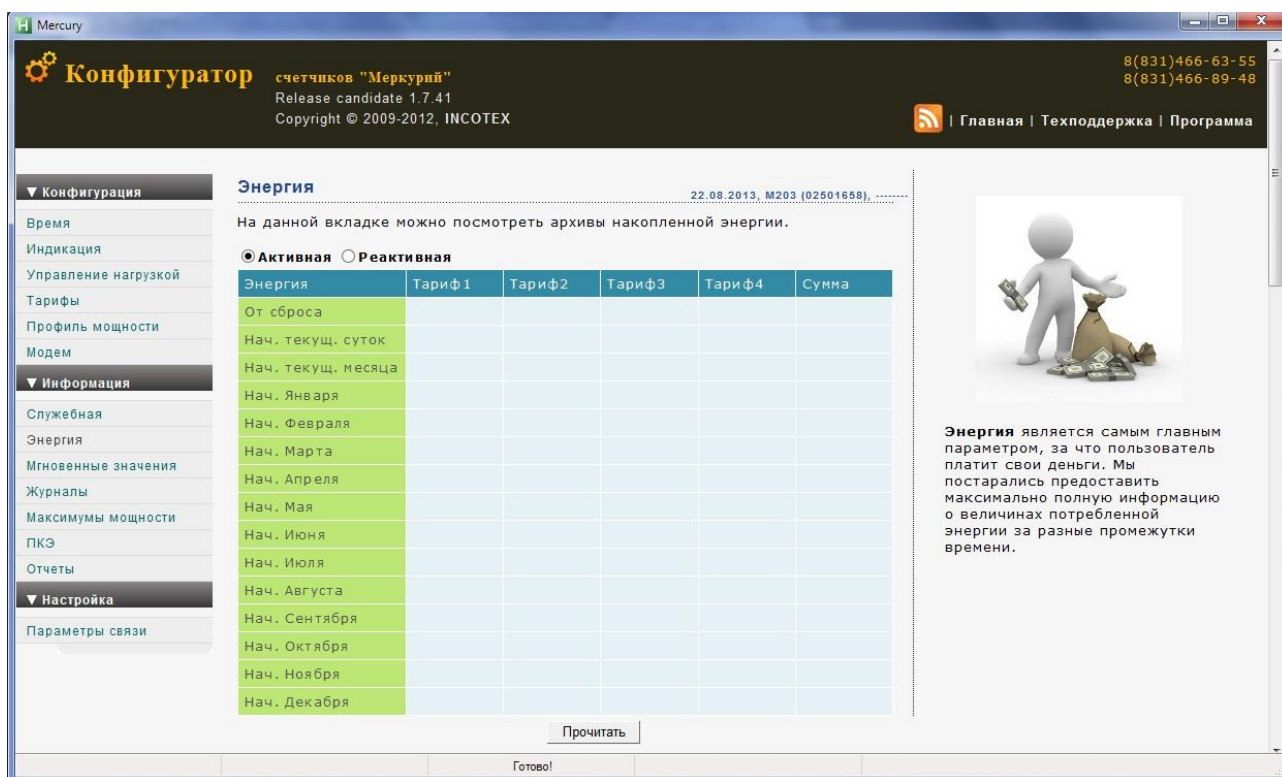 Mercury
Конфигуратор счетчиков "Меркурий"
Release candidate 1.7.41
Copyright © 2009-2012, INCOTEX
8(831)466-63-55
8(831)466-89-48
| Главная | Техподдержка | Программа
▼ Конфигурация
Время
Индикация
Управление нагрузкой
Тарифы
Профиль мощности
Модем
▼ Информация
Служебная
Энергия
Мгновенные значения
Журналы
Максимумы мощности
ПКЭ
Отчеты
▼ Настройка
Параметры связи
Энергия
22.08.2013, M203 (02501658), --------
На данной вкладке можно посмотреть архивы накопленной энергии.
Активная Реактивная
Энергия Тариф1 Тариф2 Тариф3 Тариф4 Сумма
От сброса
Нач. текущ. суток
Нач. текущ. месяца
Нач. Января
Нач. Февраля
Нач. Марта
Нач. Апреля
Нач. Мая
Нач. Июня
Нач. Июля
Нач. Августа
Нач. Сентября
Нач. Октября
Нач. Ноября
Нач. Декабря
Прочитать
Энергия является самым главным
параметром, за что пользователь
платит свои деньги. Мы
постарались предоставить
максимально полную информацию
о величинах потребленной
энергии за разные промежутки
времени.
Готово!